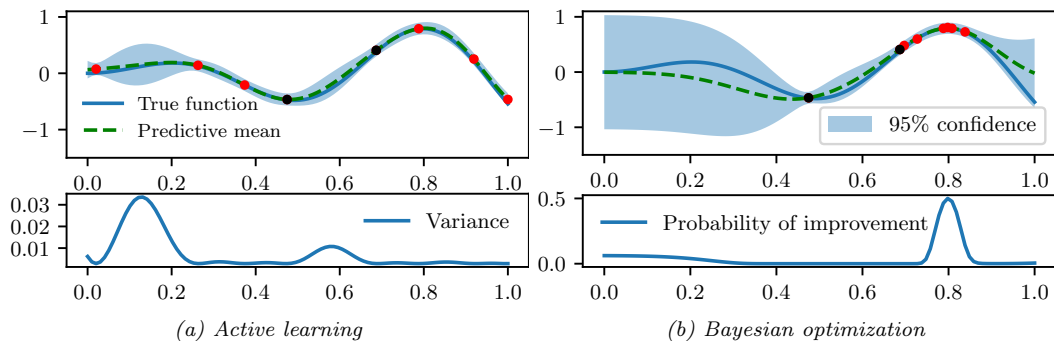 1
0
−1
True function
Predictive mean
0.0 0.2 0.4 0.6 0.8 1.0
0.03
0.02
0.01
Variance
0.0 0.2 0.4 0.6 0.8 1.0
(a) Active learning
1
0
−1
95% confidence
0.0 0.2 0.4 0.6 0.8 1.0
0.5
0.0
Probability of improvement
0.0 0.2 0.4 0.6 0.8 1.0
(b) Bayesian optimization